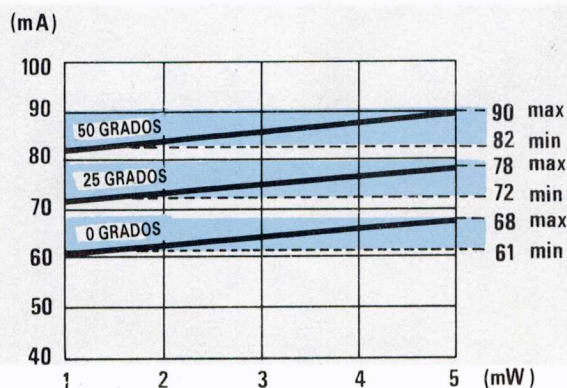 (mA)
100
90
80
70
60
50
40
50 GRADOS
25 GRADOS
0 GRADOS
90 max
82 min
78 max
72 min
68 max
61 min
1 2 3 4 5 (mW)